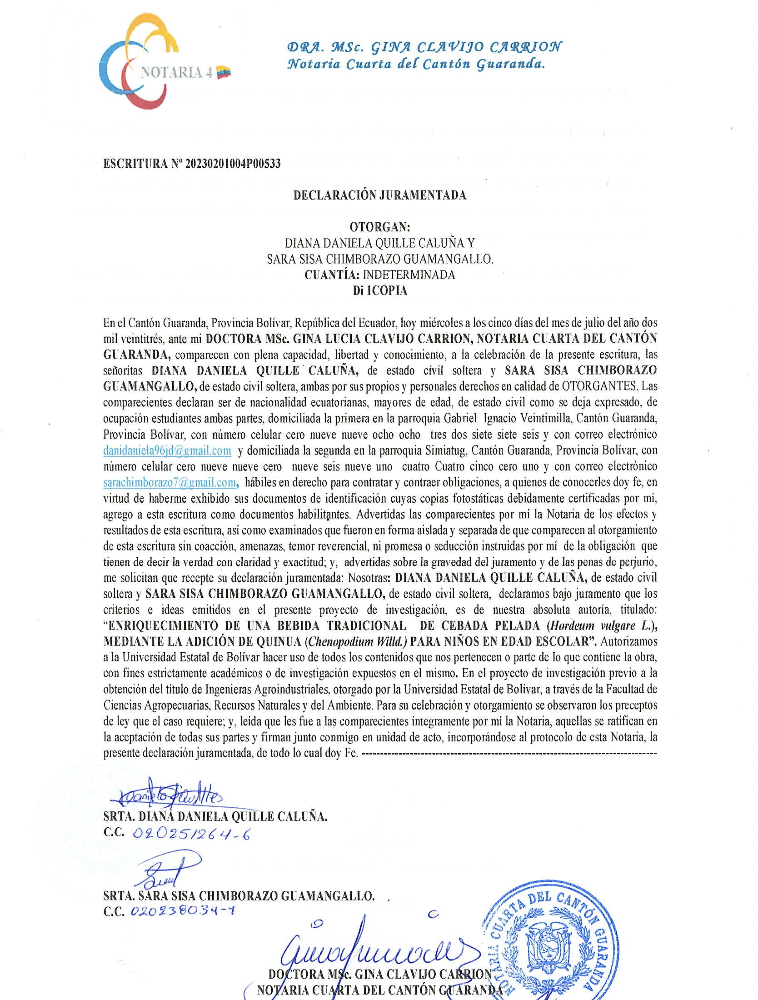 NOTARIA 4
DRA. MSc. GINA CLAVIJO CARRION
Notaria Cuarta del Cantón Guaranda.
ESCRITURA Nº 20230201004P00533
DECLARACIÓN JURAMENTADA
OTORGAN:
DIANA DANIELA QUILLE CALUÑA Y
SARA SISA CHIMBORAZO GUAMANGALLO.
CUANTÍA: INDETERMINADA
Di 1COPIA
En el Cantón Guaranda, Provincia Bolívar, República del Ecuador, hoy miércoles a los cinco días del mes de julio del año dos
mil veintitrés, ante mi DOCTORA MSc. GINA LUCIA CLAVIJO CARRION, NOTARIA CUARTA DEL CANTÓN
GUARANDA, comparecen con plena capacidad, libertad y conocimiento, a la celebración de la presente escritura, las
señoritas DIANA DANIELA QUILLE CALUÑA, de estado civil soltera y SARA SISA CHIMBORAZO
GUAMANGALLO, de estado civil soltera, ambas por sus propios y personales derechos en calidad de OTORGANTES. Las
comparecientes declaran ser de nacionalidad ecuatorianas, mayores de edad, de estado civil como se deja expresado, de
ocupación estudiantes ambas partes, domiciliada la primera en la parroquia Gabriel Ignacio Veintimilla, Cantón Guaranda,
Provincia Bolívar, con número celular cero nueve nueve ocho ocho tres dos siete siete seis y con correo electrónico
danidaniela96jd@gmail.com y domiciliada la segunda en la parroquia Simiatug, Cantón Guaranda, Provincia Bolívar, con
número celular cero nueve nueve cero nueve seis nueve uno cuatro Cuatro cinco cero uno y con correo electrónico
sarachimborazo7@gmail.com, hábiles en derecho para contratar y contraer obligaciones, a quienes de conocerles doy fe, en
virtud de haberme exhibido sus documentos de identificación cuyas copias fotostáticas debidamente certificadas por mí,
agrego a esta escritura como documentos habilitantes. Advertidas las comparecientes por mí la Notaria de los efectos y
resultados de esta escritura, así como examinados que fueron en forma aislada y separada de que comparecen al otorgamiento
de esta escritura sin coacción, amenazas, temor reverencial, ni promesa o seducción instruidas por mí de la obligación que
tienen de decir la verdad con claridad y exactitud; y, advertidas sobre la gravedad del juramento y de las penas de perjurio,
me solicitan que recepte su declaración juramentada: Nosotras: DIANA DANIELA QUILLE CALUÑA, de estado civil
soltera y SARA SISA CHIMBORAZO GUAMANGALLO, de estado civil soltera, declaramos bajo juramento que los
criterios e ideas emitidos en el presente proyecto de investigación, es de nuestra absoluta autoría, titulado:
“ENRIQUECIMIENTO DE UNA BEBIDA TRADICIONAL DE CEBADA PELADA (Hordeum vulgare L.),
MEDIANTE LA ADICIÓN DE QUINUA (Chenopodium Willd.) PARA NIÑOS EN EDAD ESCOLAR”. Autorizamos
a la Universidad Estatal de Bolívar hacer uso de todos los contenidos que nos pertenecen o parte de lo que contiene la obra,
con fines estrictamente académicos o de investigación expuestos en el mismo. En el proyecto de investigación previo a la
obtención del título de Ingenieras Agroindustriales, otorgado por la Universidad Estatal de Bolívar, a través de la Facultad de
Ciencias Agropecuarias, Recursos Naturales y del Ambiente. Para su celebración y otorgamiento se observaron los preceptos
de ley que el caso requiere; y, leída que les fue a las comparecientes íntegramente por mí la Notaria, aquellas se ratifican en
la aceptación de todas sus partes y firman junto conmigo en unidad de acto, incorporándose al protocolo de esta Notaria, la
presente declaración juramentada, de todo lo cual doy Fe. --------------------------------------------------------------------------------
SRTA. DIANA DANIELA QUILLE CALUÑA.
C.C. 020251264-6
SRTA. SARA SISA CHIMBORAZO GUAMANGALLO.
C.C. 020238034-1
NOTARIA CUARTA DEL CANTÓN GUARANDA
DOCTORA MSc. GINA CLAVIJO CARRION
NOTARIA CUARTA DEL CANTÓN GUARANDA
NOTARIA